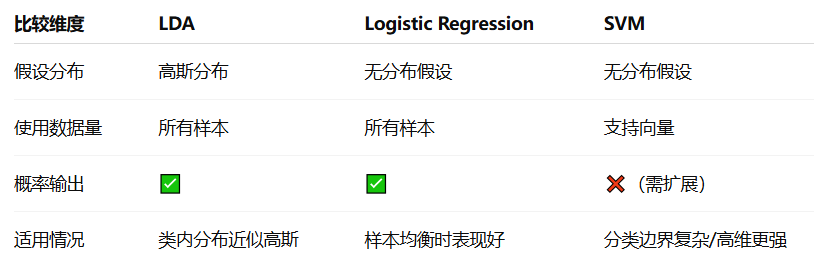 比较维度 LDA Logistic Regression SVM
假设分布 高斯分布 无分布假设 无分布假设
使用数据量 所有样本 所有样本 支持向量
概率输出 ✅ ✅ ❌（需扩展）
适用情况 类内分布近似高斯 样本均衡时表现好 分类边界复杂/高维更强